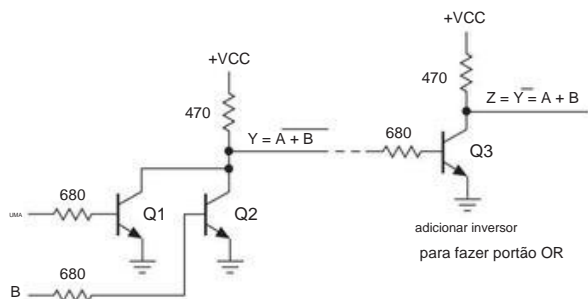 +VCC
470
Z = Y̅ = A + B
+VCC
470
Y = A̅ ̅+̅ ̅B̅
680
Q3
680
UMA
Q1
Q2
adicionar inversor
para fazer portão OR
680
B